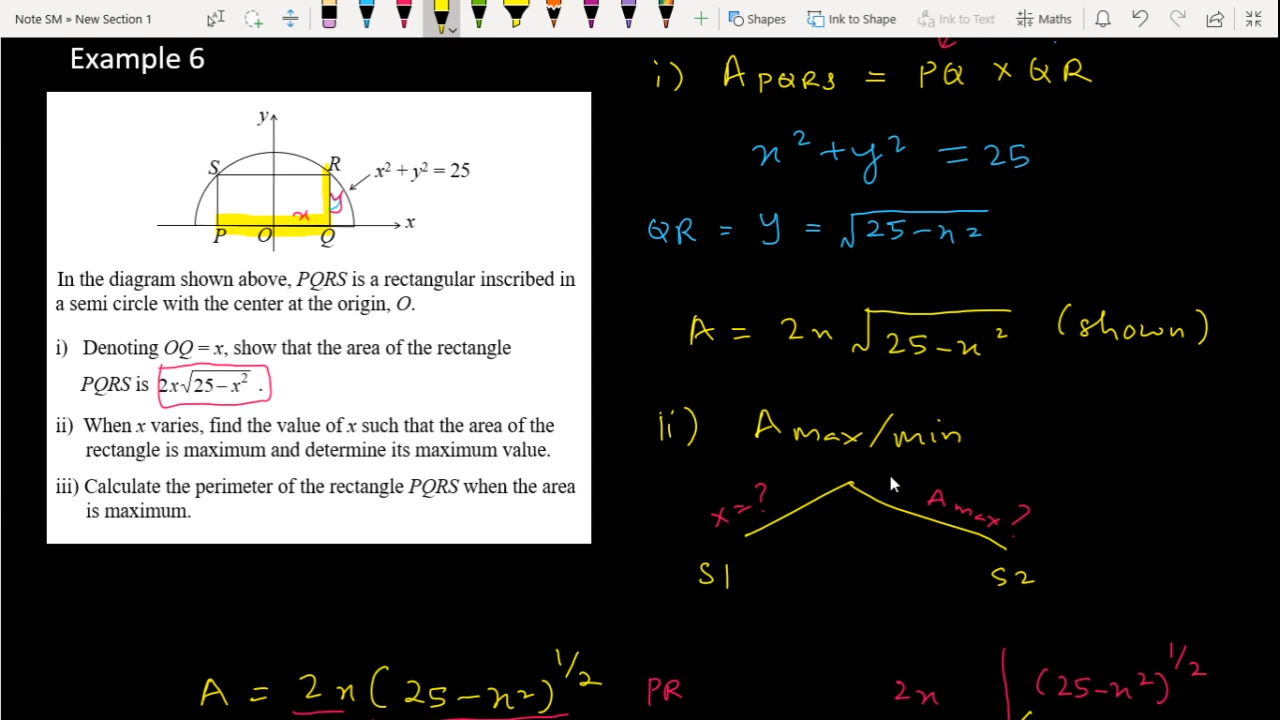 Note SM » New Section 1
Shapes
Ink to Shape
Ink to Text
Maths
Example 6
y
S
R
x² + y² = 25
y
x
x
P
O
Q
In the diagram shown above, PQRS is a rectangular inscribed in
a semi circle with the center at the origin, O.
i) Denoting OQ = x, show that the area of the rectangle
PQRS is 2x√(25 – x²) .
ii) When x varies, find the value of x such that the area of the
rectangle is maximum and determine its maximum value.
iii) Calculate the perimeter of the rectangle PQRS when the area
is maximum.
i) A PQRS = PQ × QR
x² + y² = 25
QR = y = √(25-x²)
A = 2x √(25-x²) (shown)
ii) A max/min
x=? A max?
S1 S2
A = 2x(25-x²)^1/2 PR 2x (25-x²)^1/2